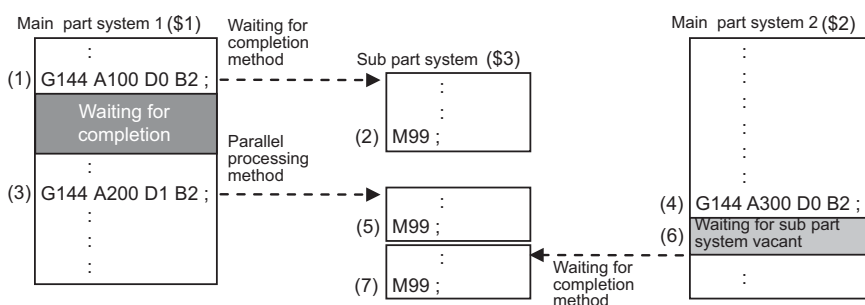 Main part system 1 ($1)
:
(1) G144 A100 D0 B2 ;
Waiting for
completion
:
(3) G144 A200 D1 B2 ;
:
:
:
Waiting for
completion
method
Parallel
processing
method
Sub part system ($3)
:
:
(2) M99 ;
:
(5) M99 ;
:
(7) M99 ;
Waiting for
completion
method
Main part system 2 ($2)
:
:
:
:
:
:
(4) G144 A300 D0 B2 ;
(6) Waiting for sub part
system vacant
: